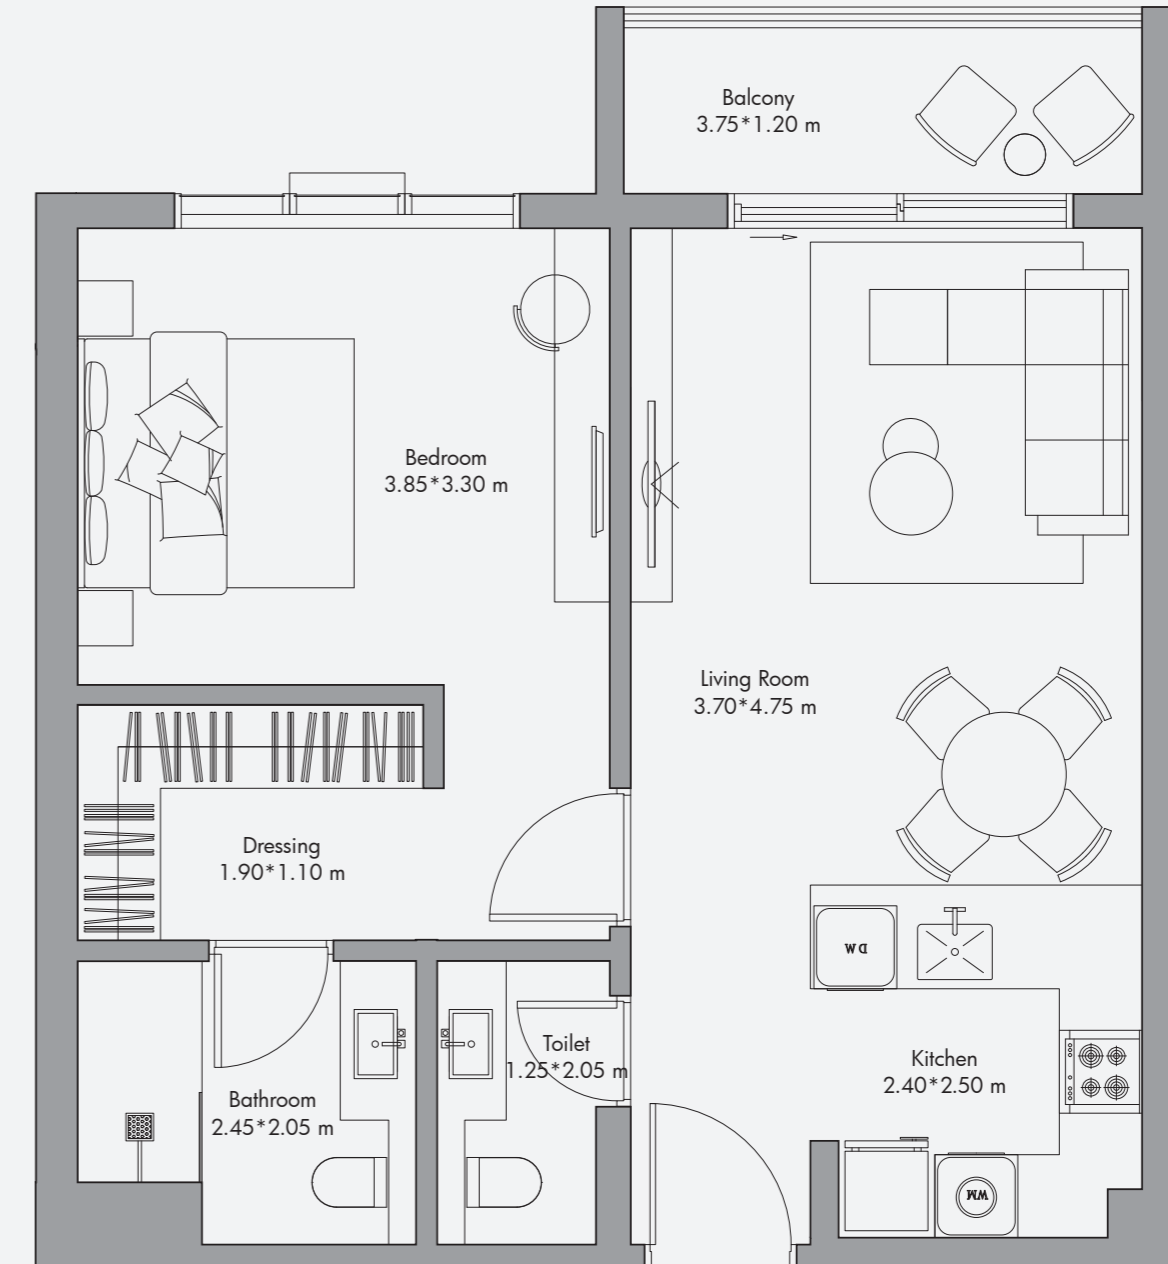 Balcony
3.75*1.20 m
Bedroom
3.85*3.30 m
Living Room
3.70*4.75 m
Dressing
1.90*1.10 m
DW
Toilet
1.25*2.05 m
Kitchen
2.40*2.50 m
Bathroom
2.45*2.05 m
WM